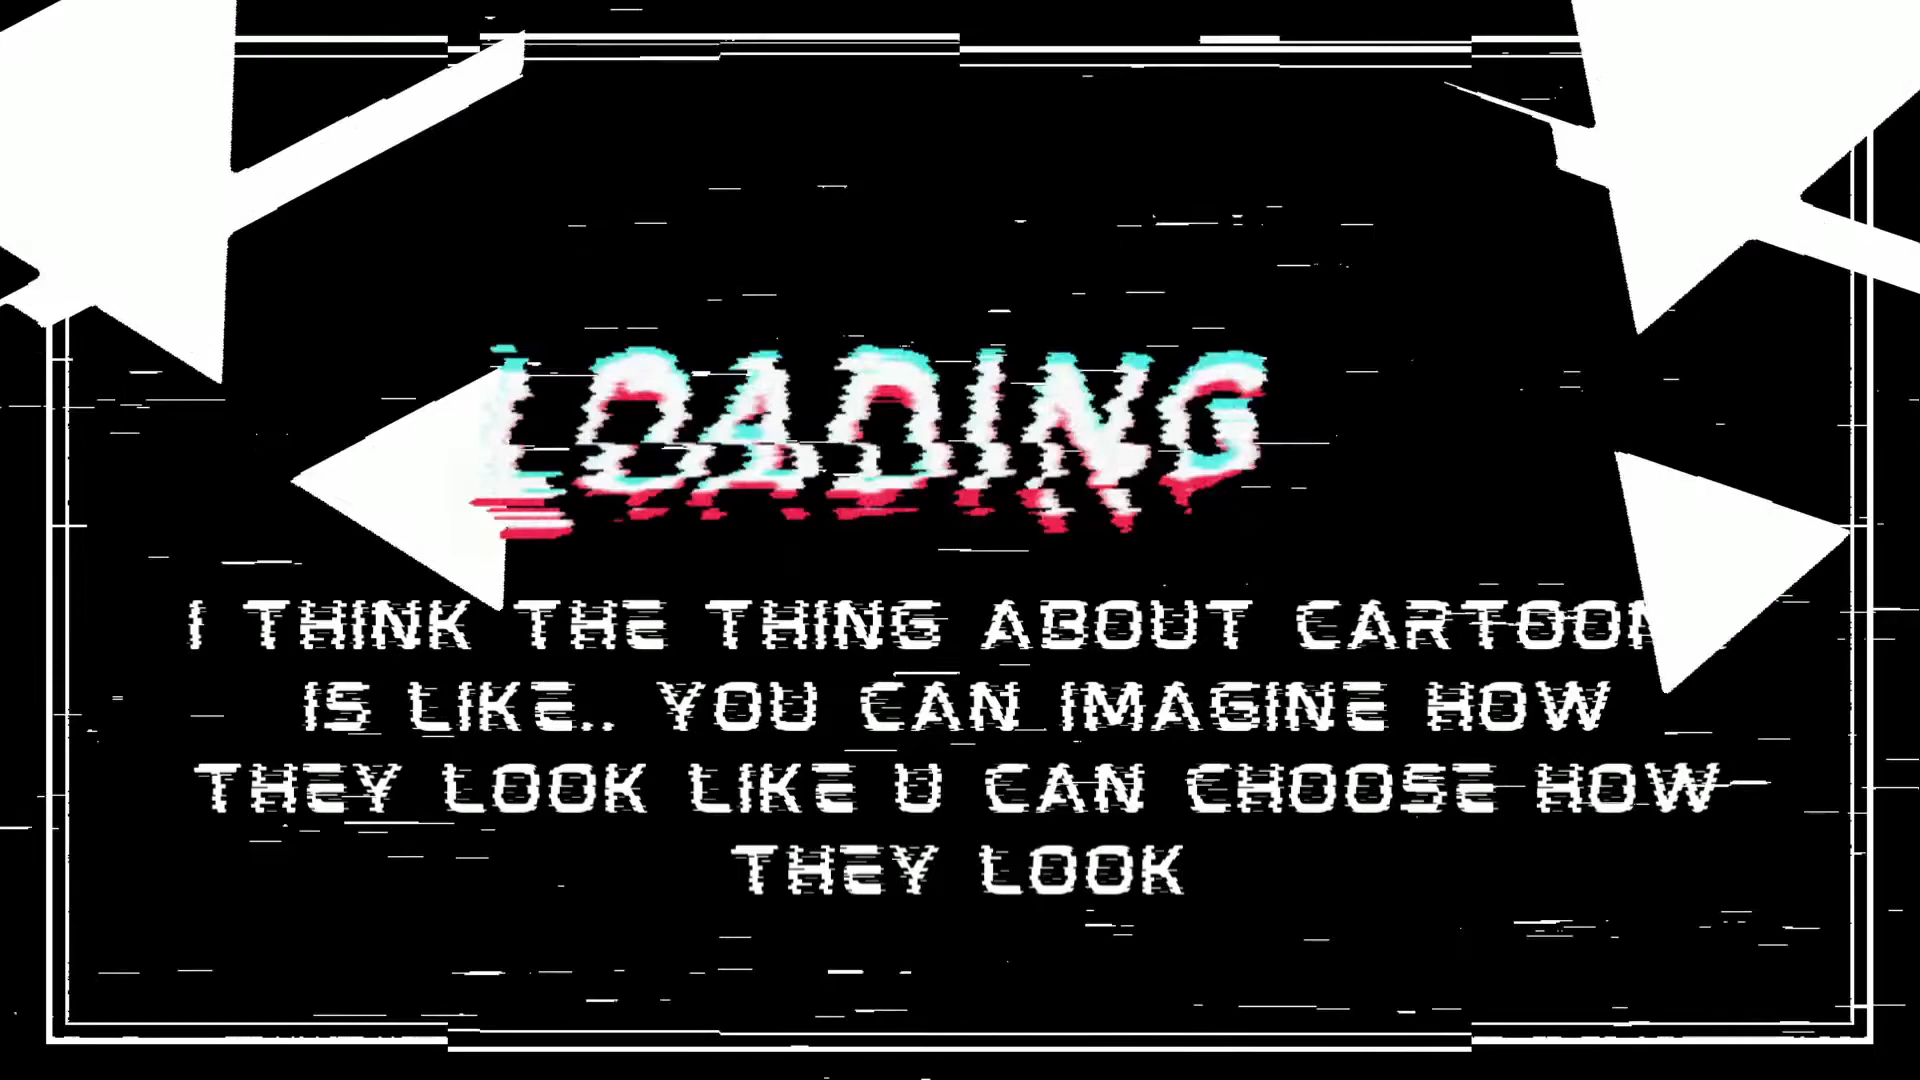 LOADING
I THINK THE THING ABOUT CARTOON
IS LIKE.. YOU CAN IMAGINE HOW
THEY LOOK LIKE U CAN CHOOSE HOW
THEY LOOK